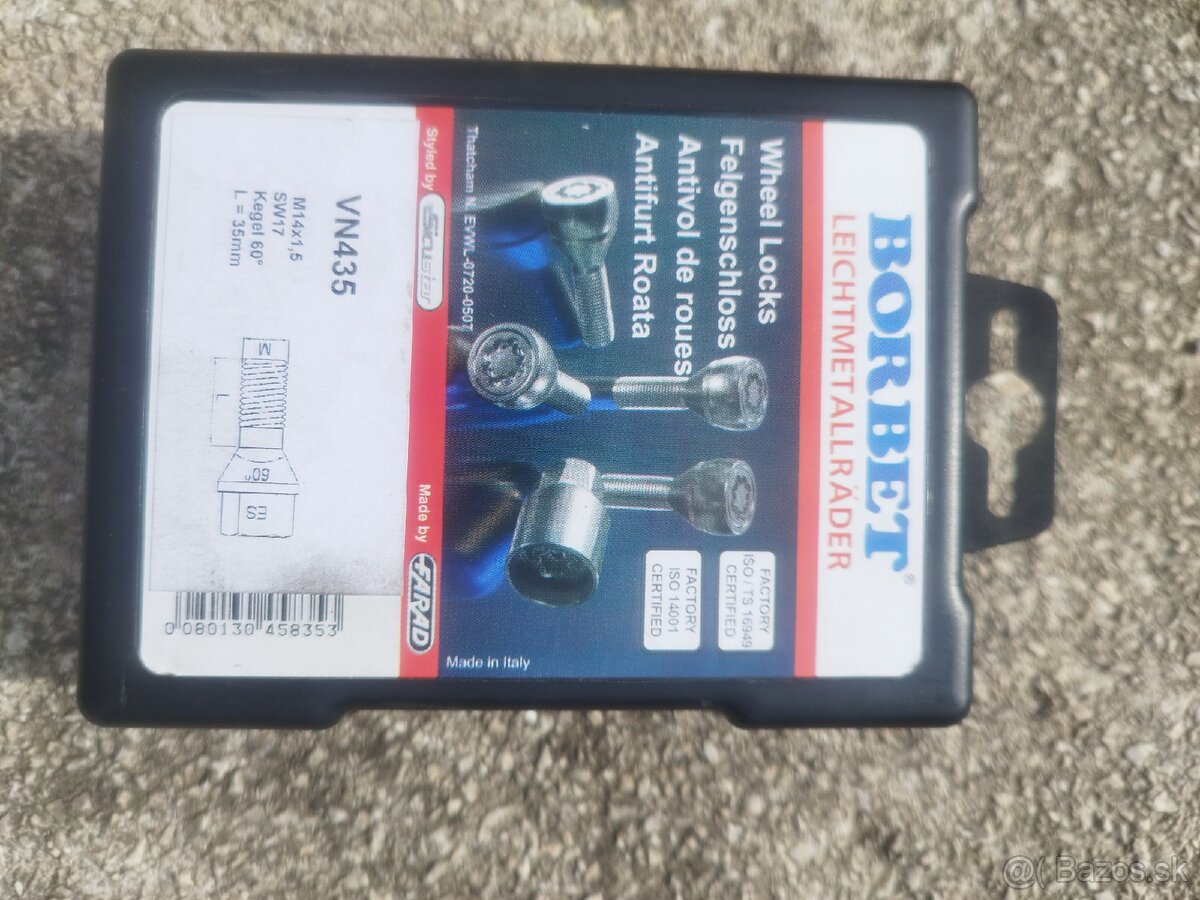 BORBET®
LEICHTMETALLRÄDER
Wheel Locks
Felgenschloss
Antivol de roues
Antifurt Roata
FACTORY
ISO / TS 16949
CERTIFIED
FACTORY
ISO 14001
CERTIFIED
Thatcham N. EVWL-0720-0507
Made in Italy
Styled by
Made by FARAD
VN435
M14x1,5
SW17
Kegel 60°
L = 35mm
M
L
60°
ES
0 080130 458353
@( Bazos.sk